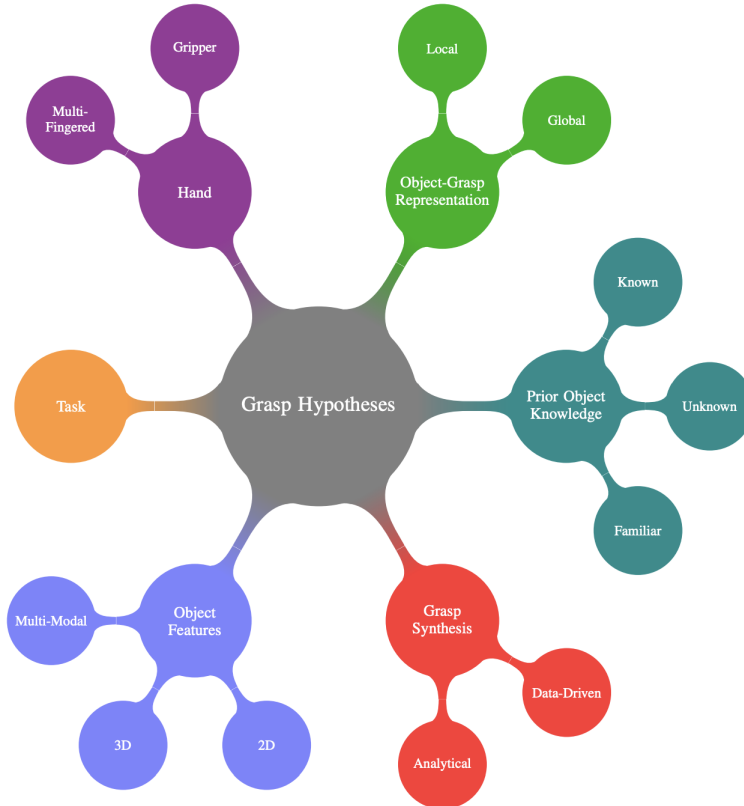 Gripper
Local
Multi-
Fingered
Global
Hand
Object-Grasp
Representation
Known
Grasp Hypotheses
Task
Prior Object
Knowledge
Unknown
Familiar
Multi-Modal
Object
Features
Grasp
Synthesis
Data-Driven
3D
2D
Analytical